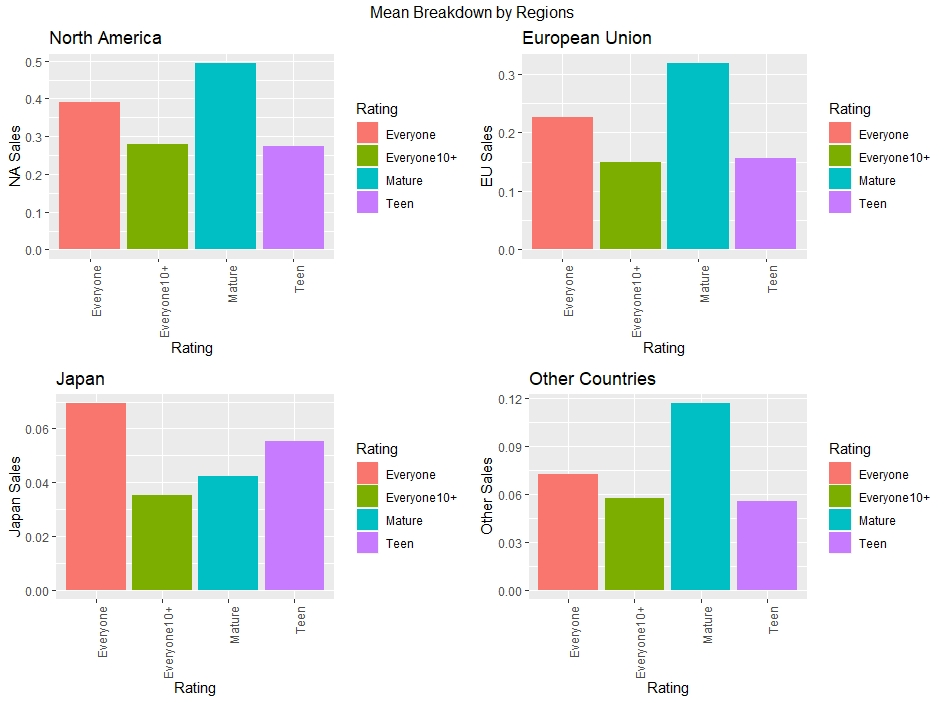 Mean Breakdown by Regions
North America
NA Sales
0.5
0.4
0.3
0.2
0.1
0.0
Everyone
Everyone10+
Mature
Teen
Rating
Rating
Everyone
Everyone10+
Mature
Teen
European Union
EU Sales
0.3
0.2
0.1
0.0
Everyone
Everyone10+
Mature
Teen
Rating
Rating
Everyone
Everyone10+
Mature
Teen
Japan
Japan Sales
0.06
0.04
0.02
0.00
Everyone
Everyone10+
Mature
Teen
Rating
Rating
Everyone
Everyone10+
Mature
Teen
Other Countries
Other Sales
0.12
0.09
0.06
0.03
0.00
Everyone
Everyone10+
Mature
Teen
Rating
Rating
Everyone
Everyone10+
Mature
Teen